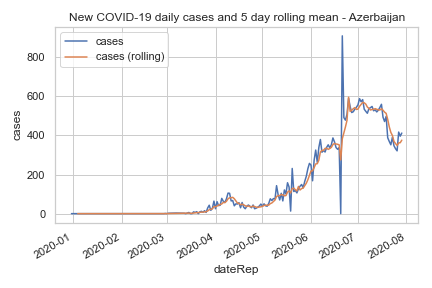 New COVID-19 daily cases and 5 day rolling mean - Azerbaijan
cases
cases (rolling)
800
600
400
200
0
cases
2020-01
2020-02
2020-03
2020-04
2020-05
2020-06
2020-07
2020-08
dateRep